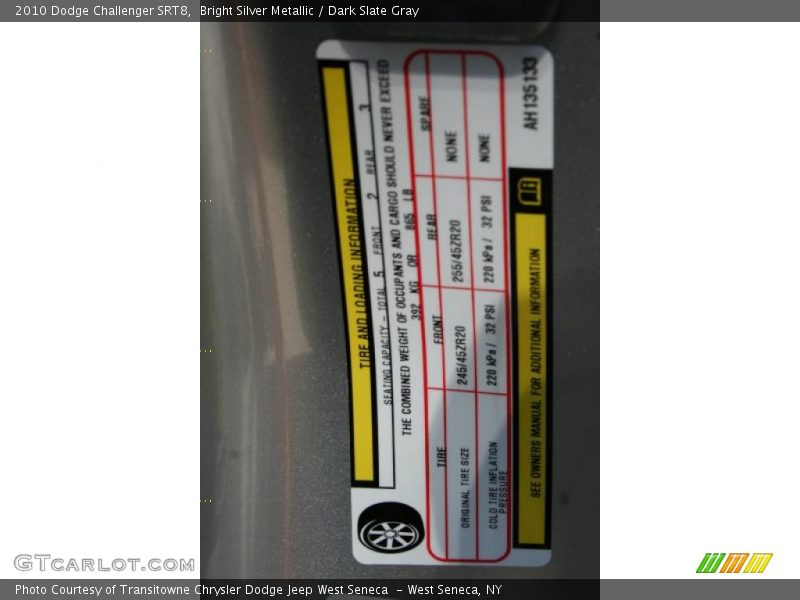 2010 Dodge Challenger SRT8, Bright Silver Metallic / Dark Slate Gray
TIRE AND LOADING INFORMATION
SEATING CAPACITY - TOTAL 5 FRONT 2 REAR 3
THE COMBINED WEIGHT OF OCCUPANTS AND CARGO SHOULD NEVER EXCEED
392 KG OR 865 LB
TIRE FRONT REAR SPARE
ORIGINAL TIRE SIZE 245/45ZR20 255/45ZR20 NONE
COLD TIRE INFLATION
PRESSURE 220 kPa / 32 PSI 220 kPa / 32 PSI NONE
SEE OWNERS MANUAL FOR ADDITIONAL INFORMATION
AH135133
GTCARLOT.COM
Photo Courtesy of Transitowne Chrysler Dodge Jeep West Seneca - West Seneca, NY